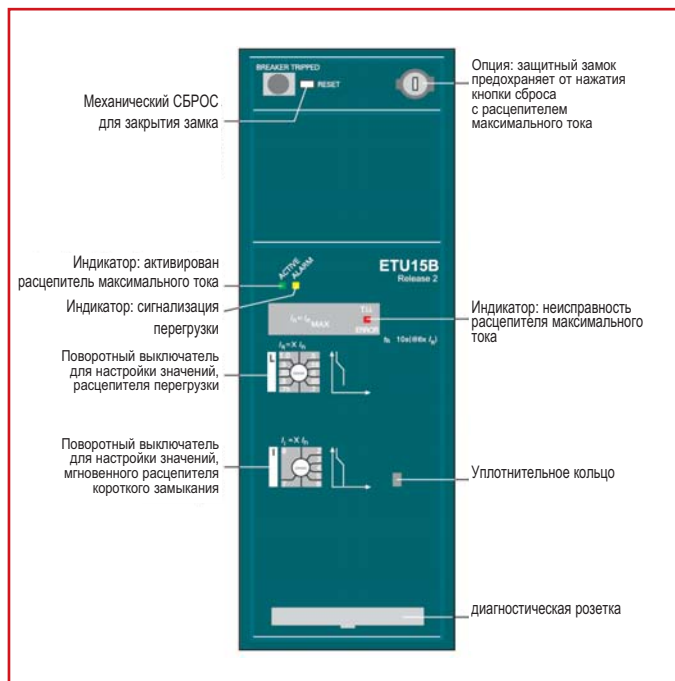 BREAKER TRIPPED
RESET
Механический СБРОС
для закрытия замка
Опция: защитный замок
предохраняет от нажатия
кнопки сброса
с расцепителем
максимального тока
Индикатор: активирован
расцепитель максимального тока
Индикатор: сигнализация
перегрузки
ACTIVE
ALARM
ETU15B
Release 2
MAX
ERROR
Индикатор: неисправность
расцепителя максимального
тока
Поворотный выключатель
для настройки значений,
расцепителя перегрузки
L
Поворотный выключатель
для настройки значений,
мгновенного расцепителя
короткого замыкания
I
Уплотнительное кольцо
диагностическая розетка